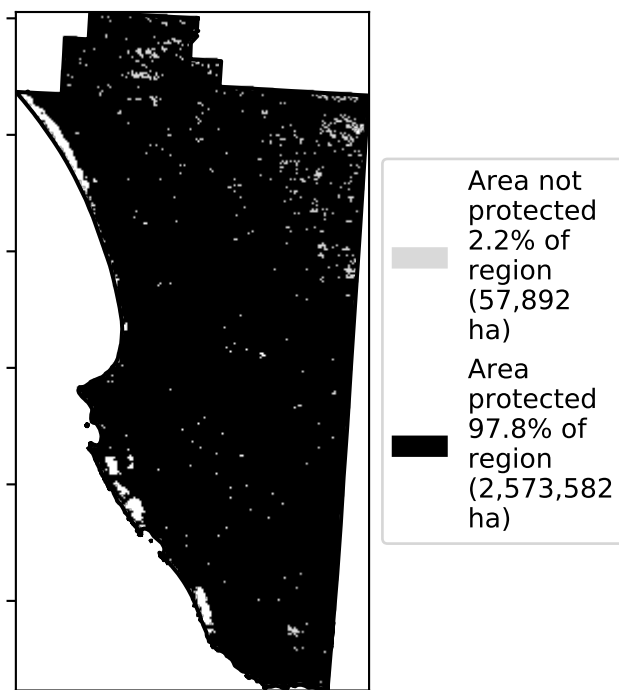 Area not
protected
2.2% of
region
(57,892
ha)
Area
protected
97.8% of
region
(2,573,582
ha)